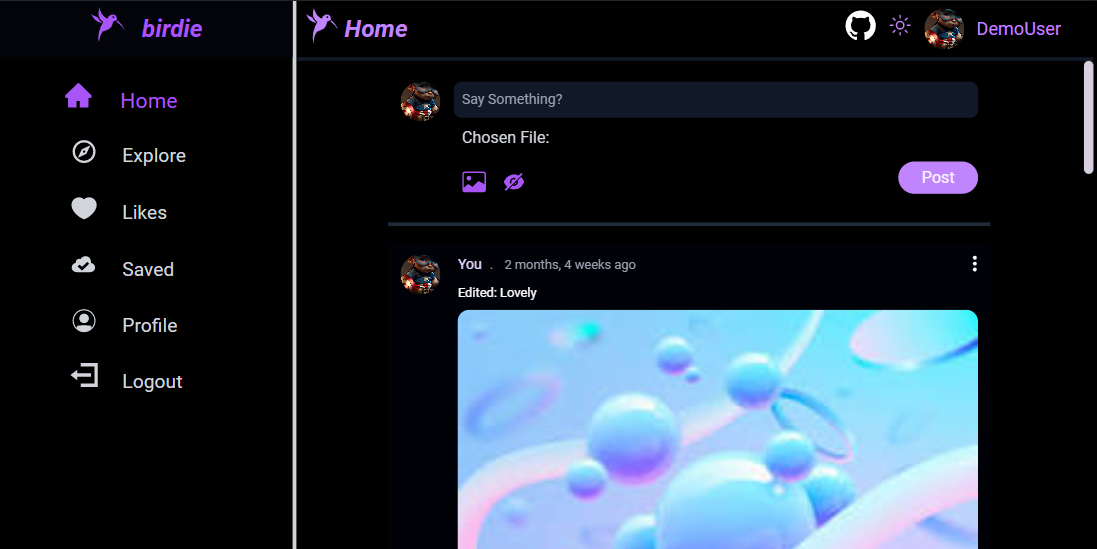 birdie
Home
DemoUser
Home
Explore
Likes
Saved
Profile
Logout
Say Something?
Chosen File:
Post
You . 2 months, 4 weeks ago
Edited: Lovely